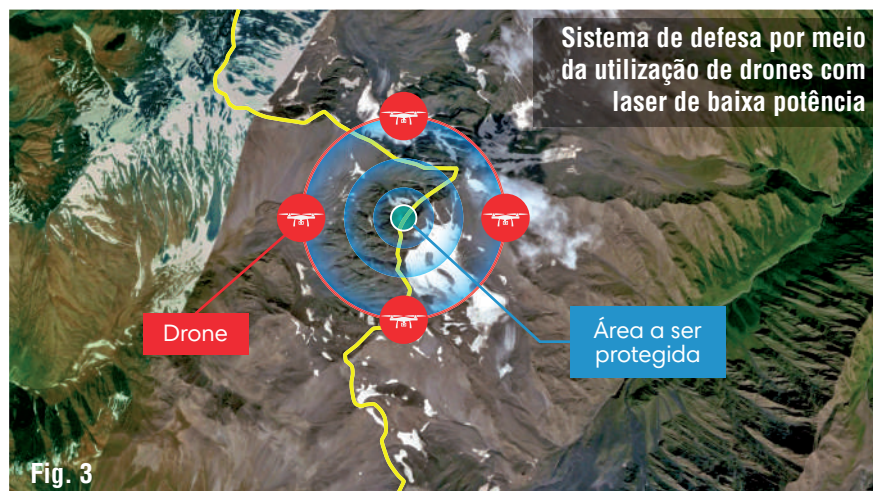 Sistema de defesa por meio
da utilização de drones com
laser de baixa potência
Drone
Área a ser
protegida
Fig. 3